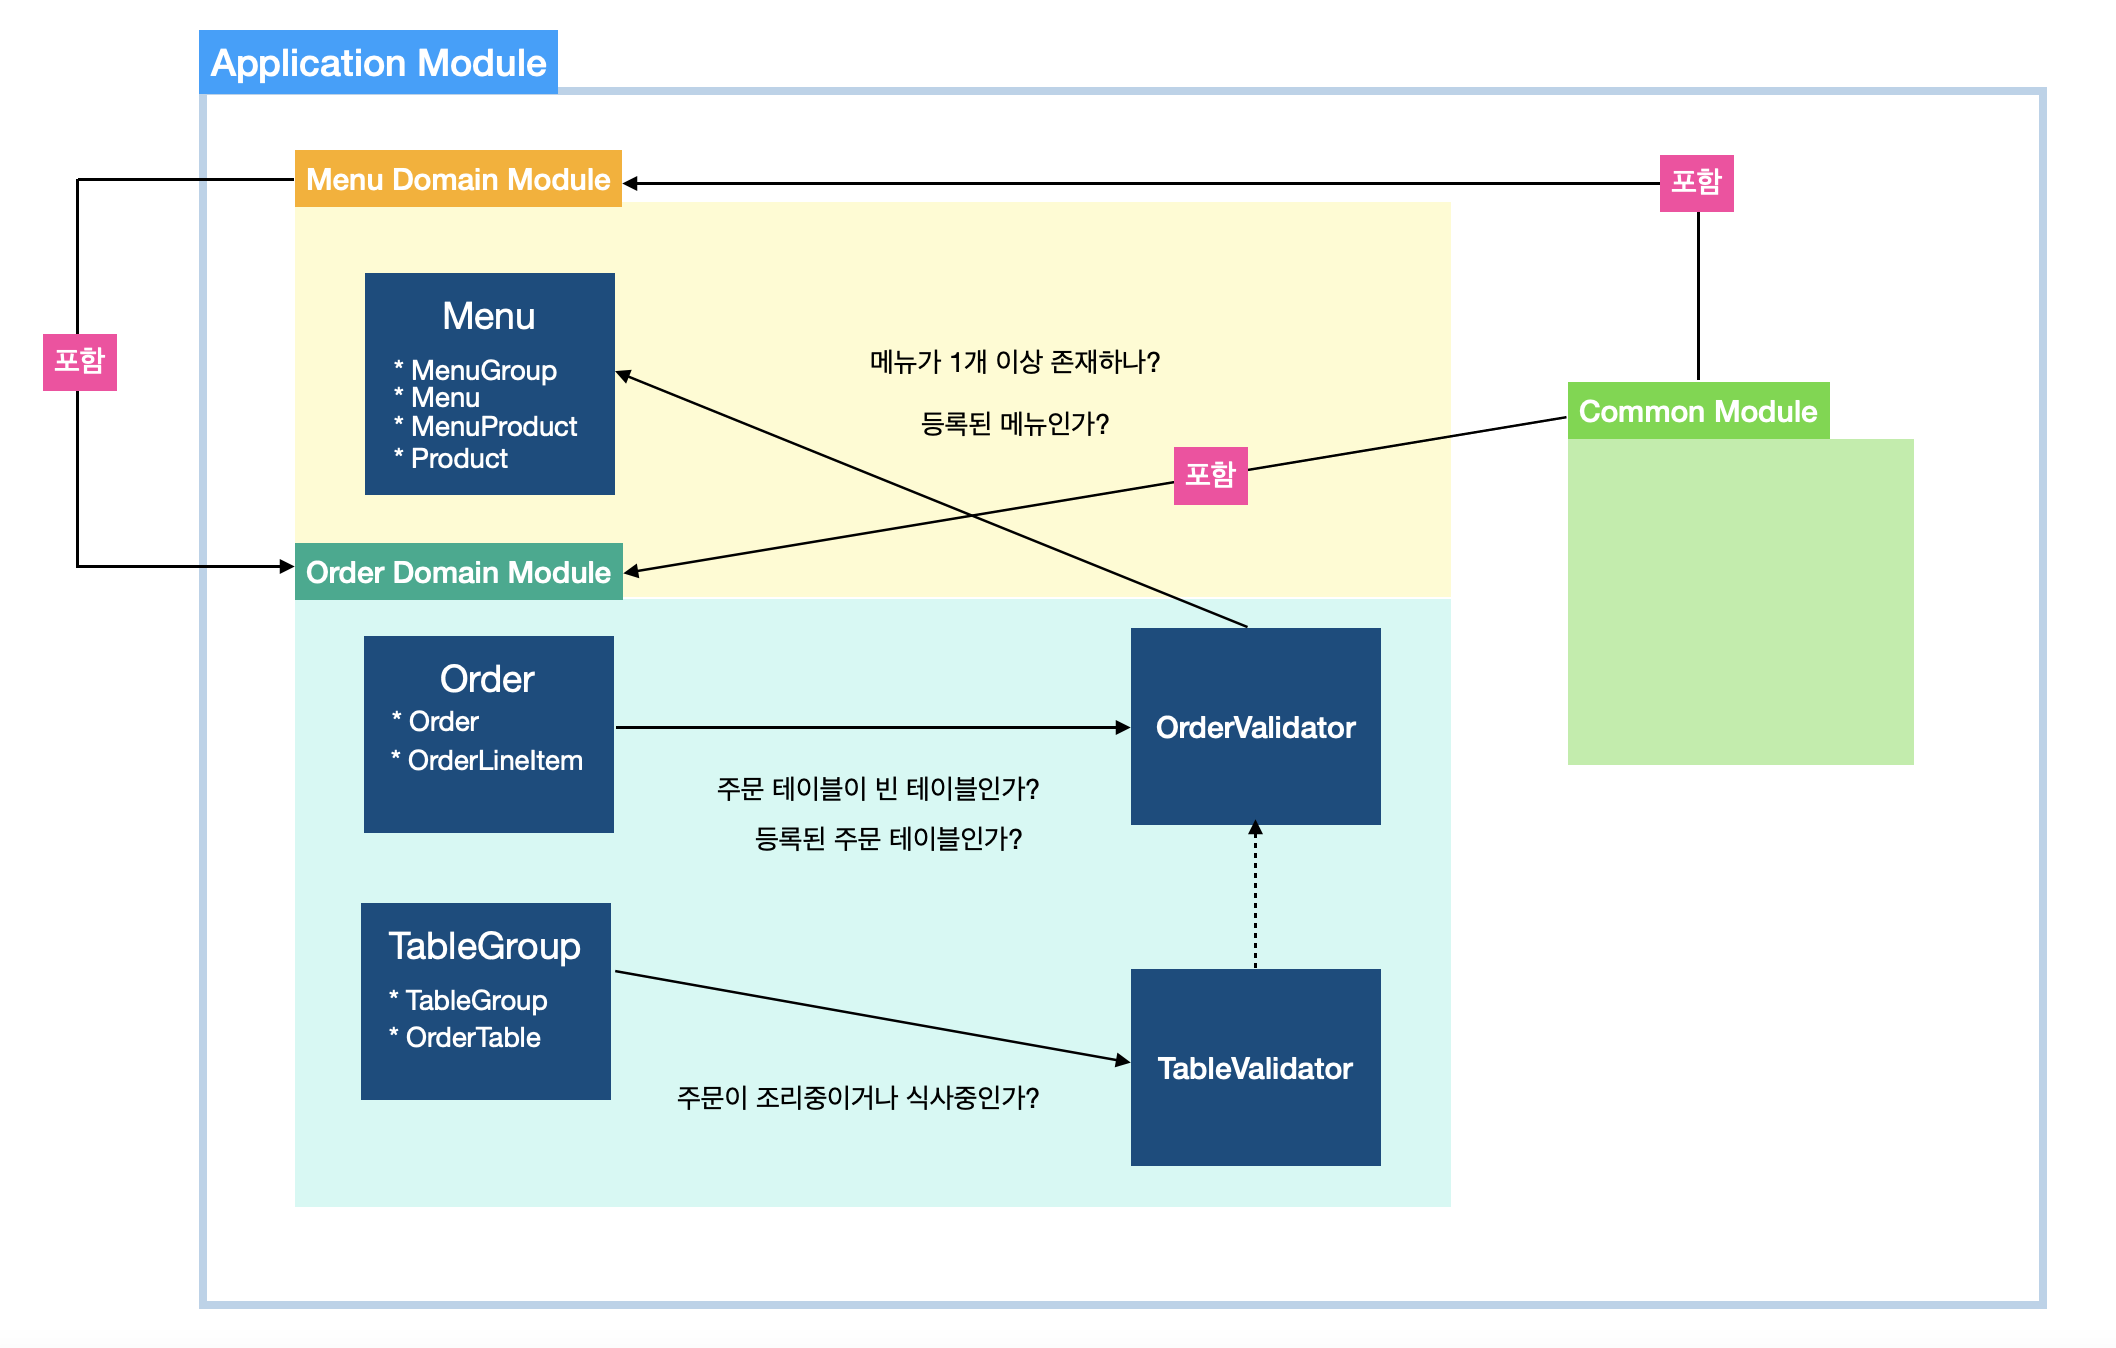 Application Module
Menu Domain Module
포함
포함
Menu
* MenuGroup
* Menu
* MenuProduct
* Product
메뉴가 1개 이상 존재하나?
등록된 메뉴인가?
포함
Common Module
Order Domain Module
Order
* Order
* OrderLineItem
OrderValidator
주문 테이블이 빈 테이블인가?
등록된 주문 테이블인가?
TableGroup
* TableGroup
* OrderTable
TableValidator
주문이 조리중이거나 식사중인가?